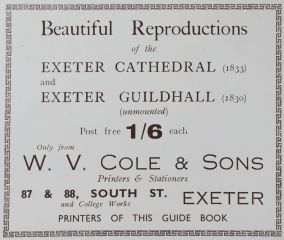 Beautiful Reproductions
of the
EXETER CATHEDRAL (1833)
and
EXETER GUILDHALL (1830)
(unmounted)
Post free 1/6 each
Only from
W. V. COLE & SONS
Printers & Stationers
87 & 88, SOUTH ST. EXETER
and College Works
PRINTERS OF THIS GUIDE BOOK